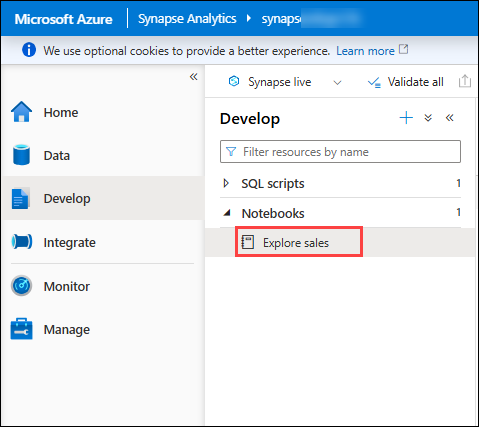 Microsoft Azure Synapse Analytics synaps
We use optional cookies to provide a better experience. Learn more
Synapse live Validate all
Home
Data
Develop
Integrate
Monitor
Manage
Develop
Filter resources by name
SQL scripts 1
Notebooks 1
Explore sales